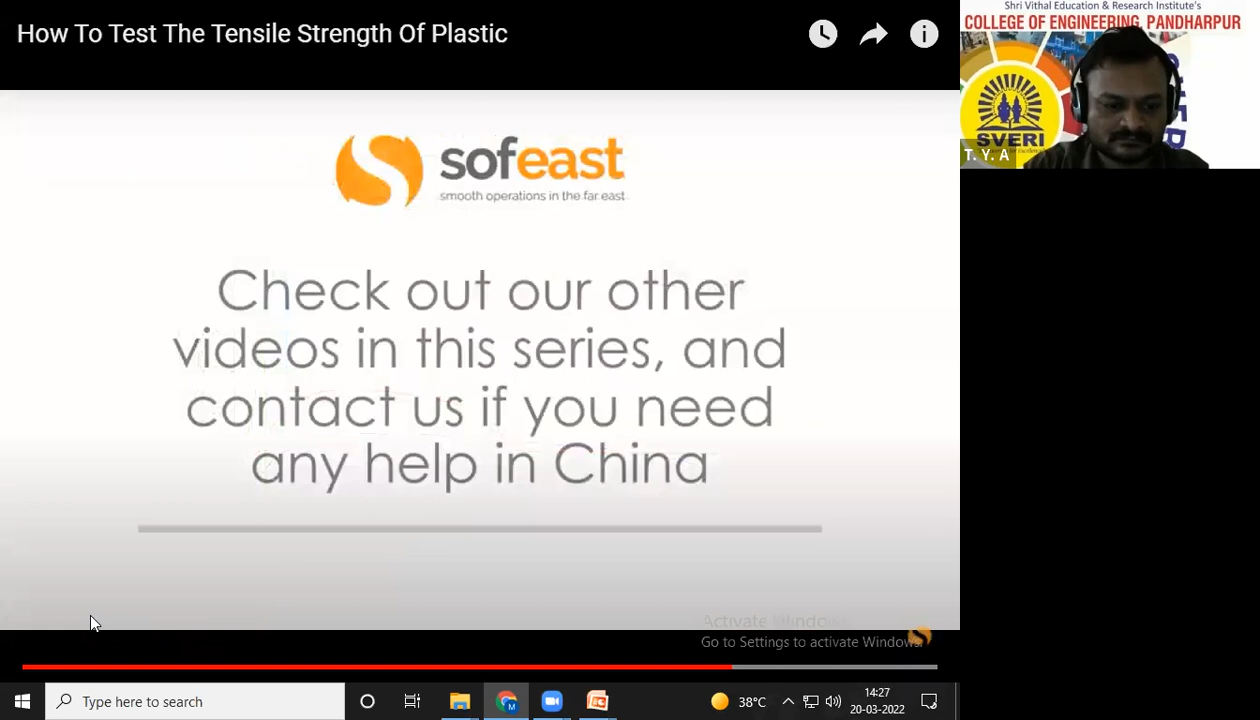 How To Test The Tensile Strength Of Plastic
sofeast
smooth operations in the far east
Check out our other
videos in this series, and
contact us if you need
any help in China
Activate Windows
Go to Settings to activate Windows.
Type here to search
38°C
14:27
20-03-2022
Shri Vithal Education & Research Institute's
COLLEGE OF ENGINEERING, PANDHARPUR
SVERI
T. Y. A